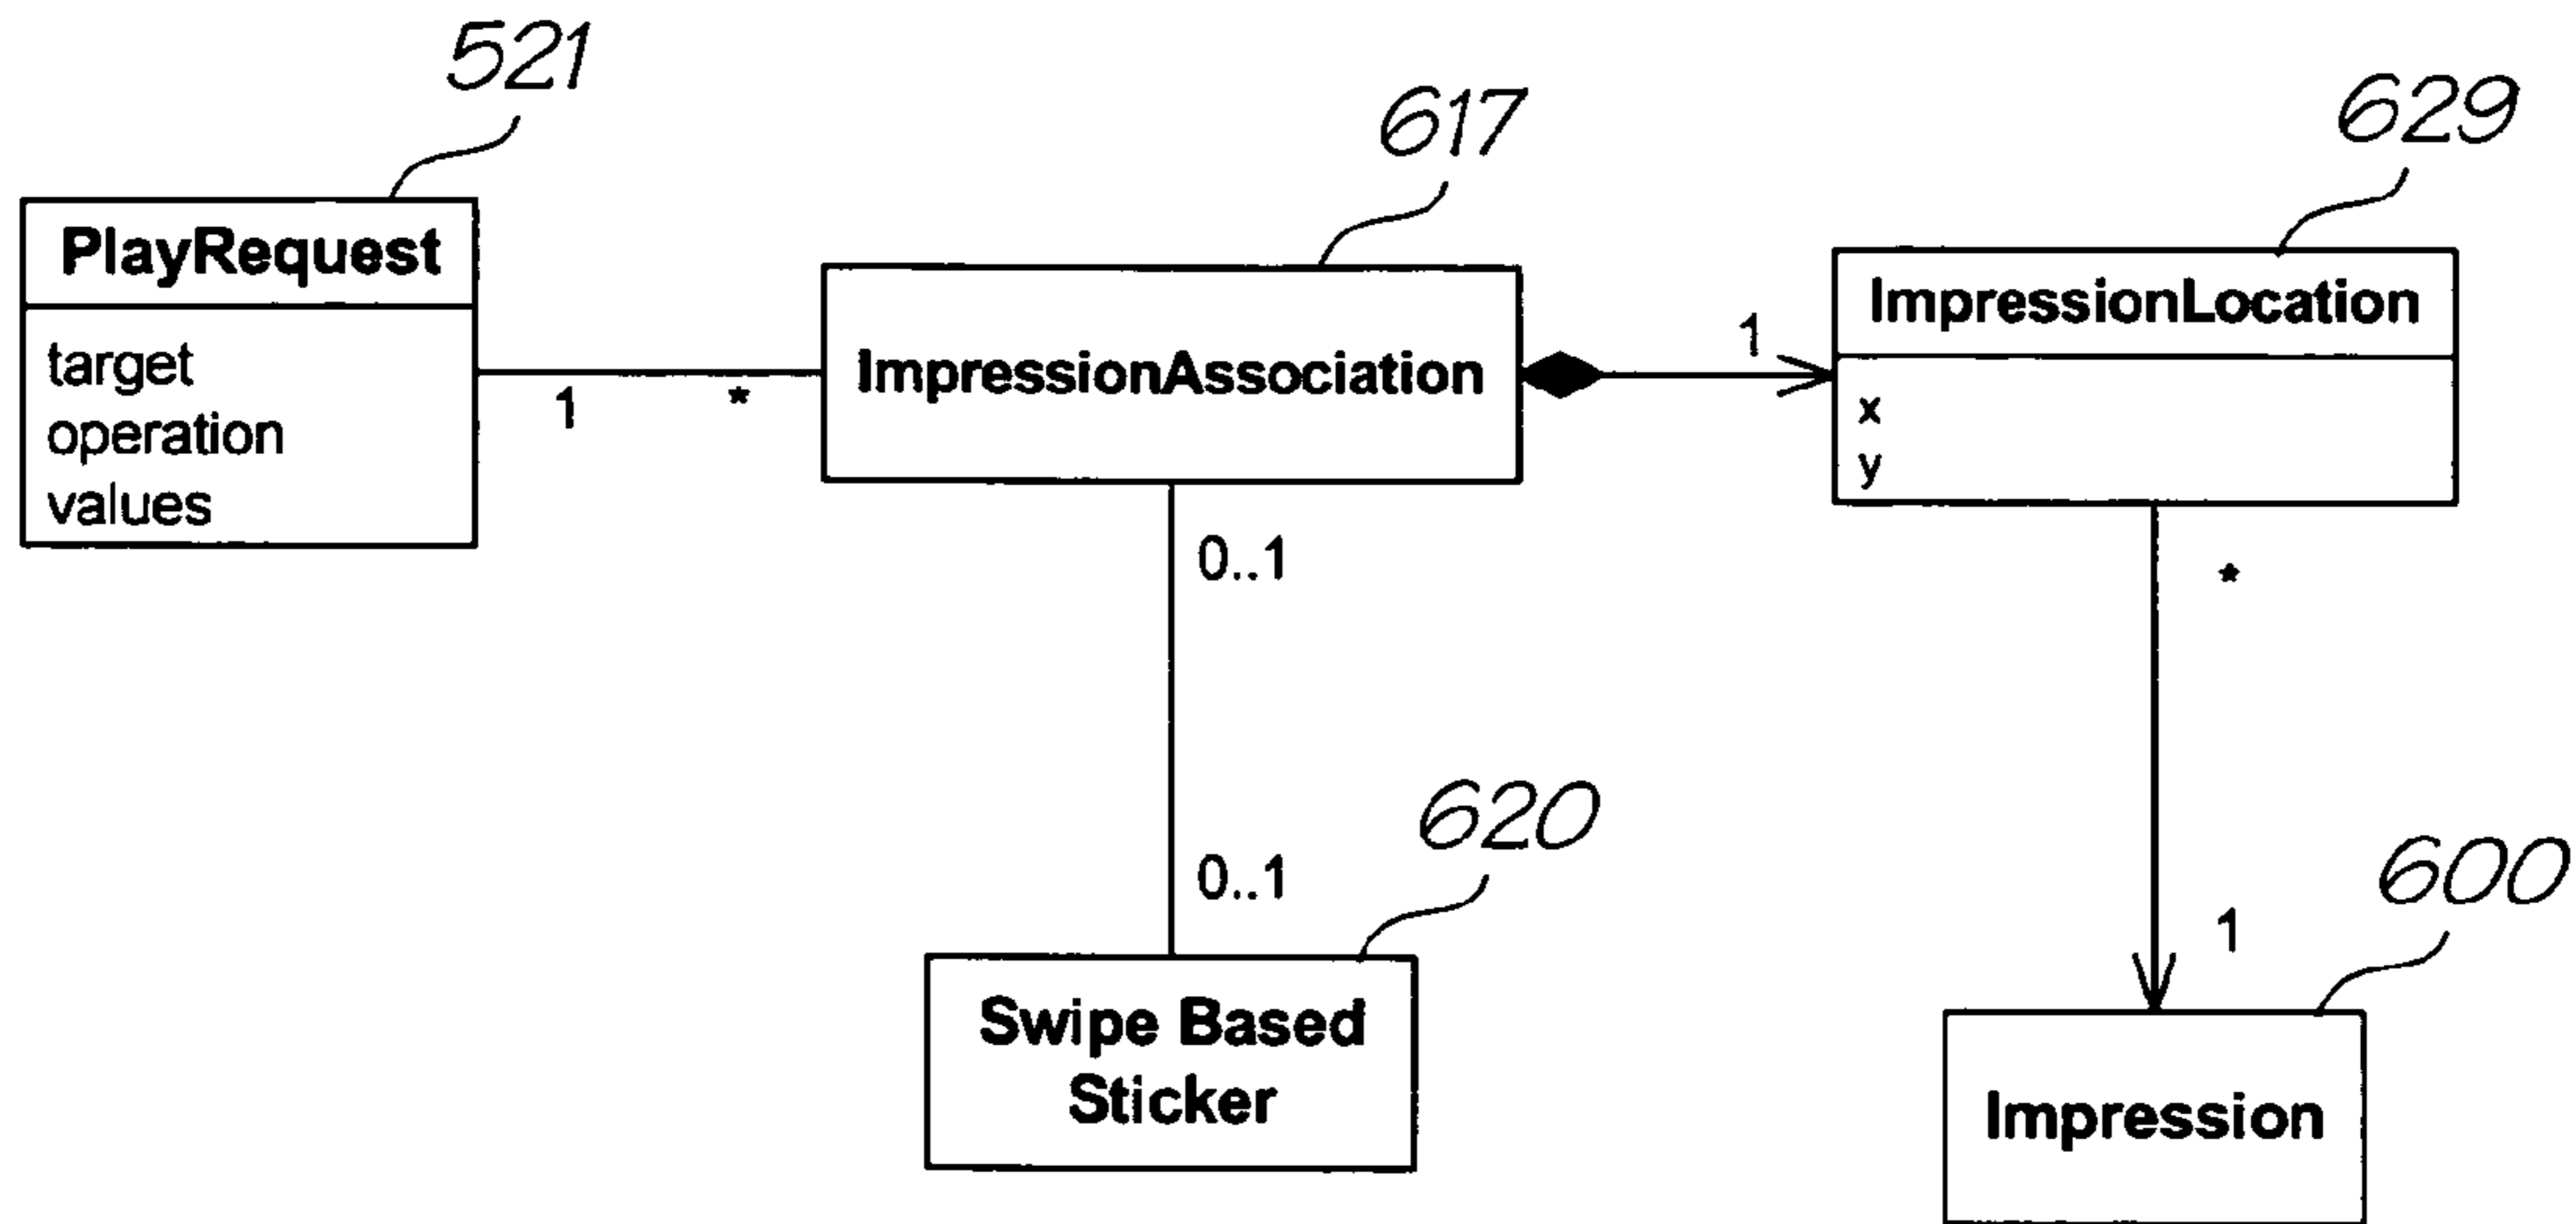 521
617
629
PlayRequest
target
operation
values
1
*
ImpressionAssociation
1
ImpressionLocation
x
y
0..1
*
0..1
620
1
600
Swipe Based
Sticker
Impression